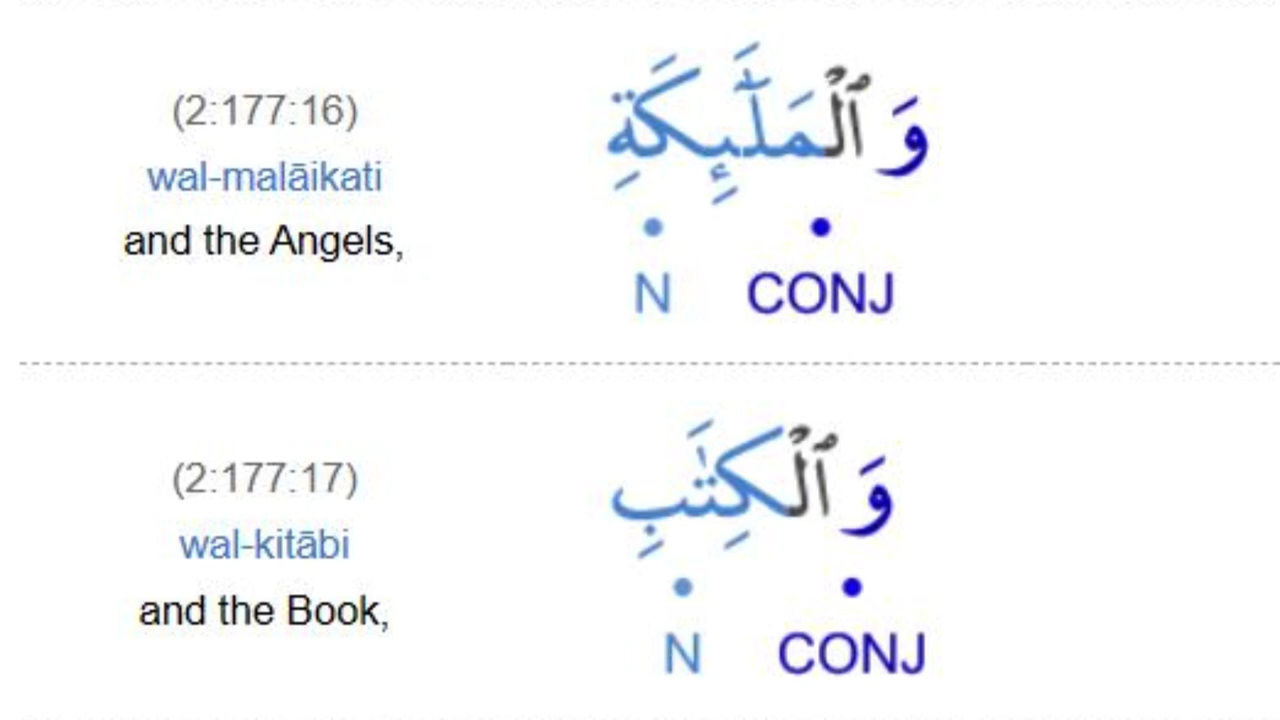 (2:177:16)
wal-malāikati
and the Angels,
وَٱلْمَلَٰٓئِكَةِ
N CONJ
(2:177:17)
wal-kitābi
and the Book,
وَٱلْكِتَٰبِ
N CONJ